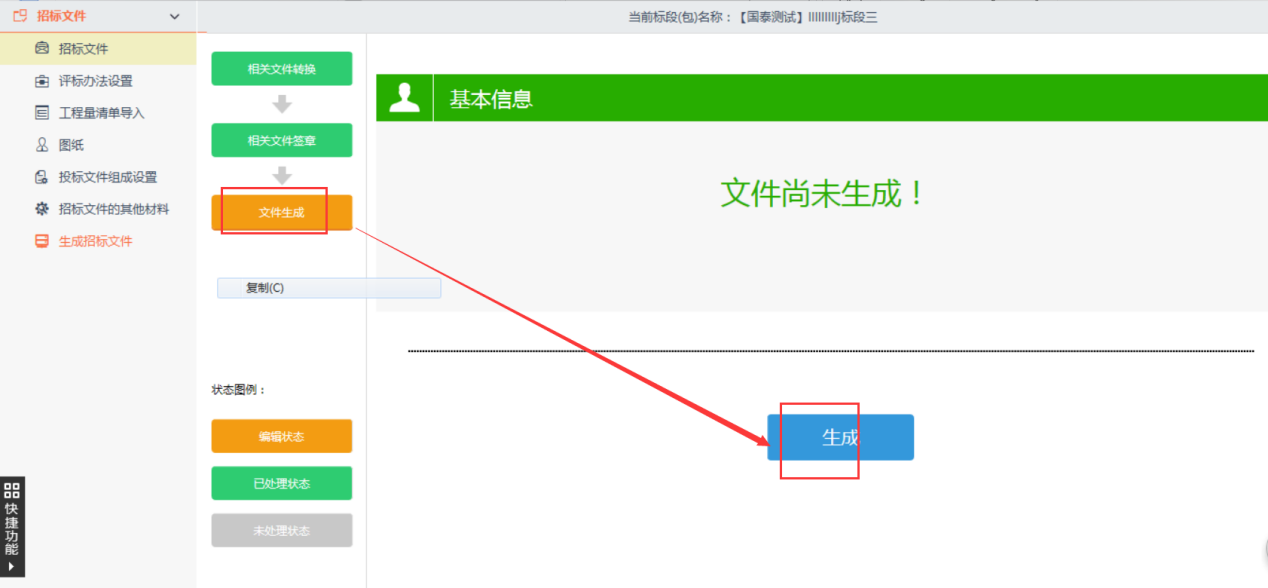 招标文件
当前标段(包)名称：【国泰测试】lllllllllj标段三
招标文件
评标办法设置
工程量清单导入
图纸
投标文件组成设置
招标文件的其他材料
生成招标文件
快捷功能
相关文件转换
相关文件签章
文件生成
复制(C)
状态图例：
编辑状态
已处理状态
未处理状态
基本信息
文件尚未生成！
生成